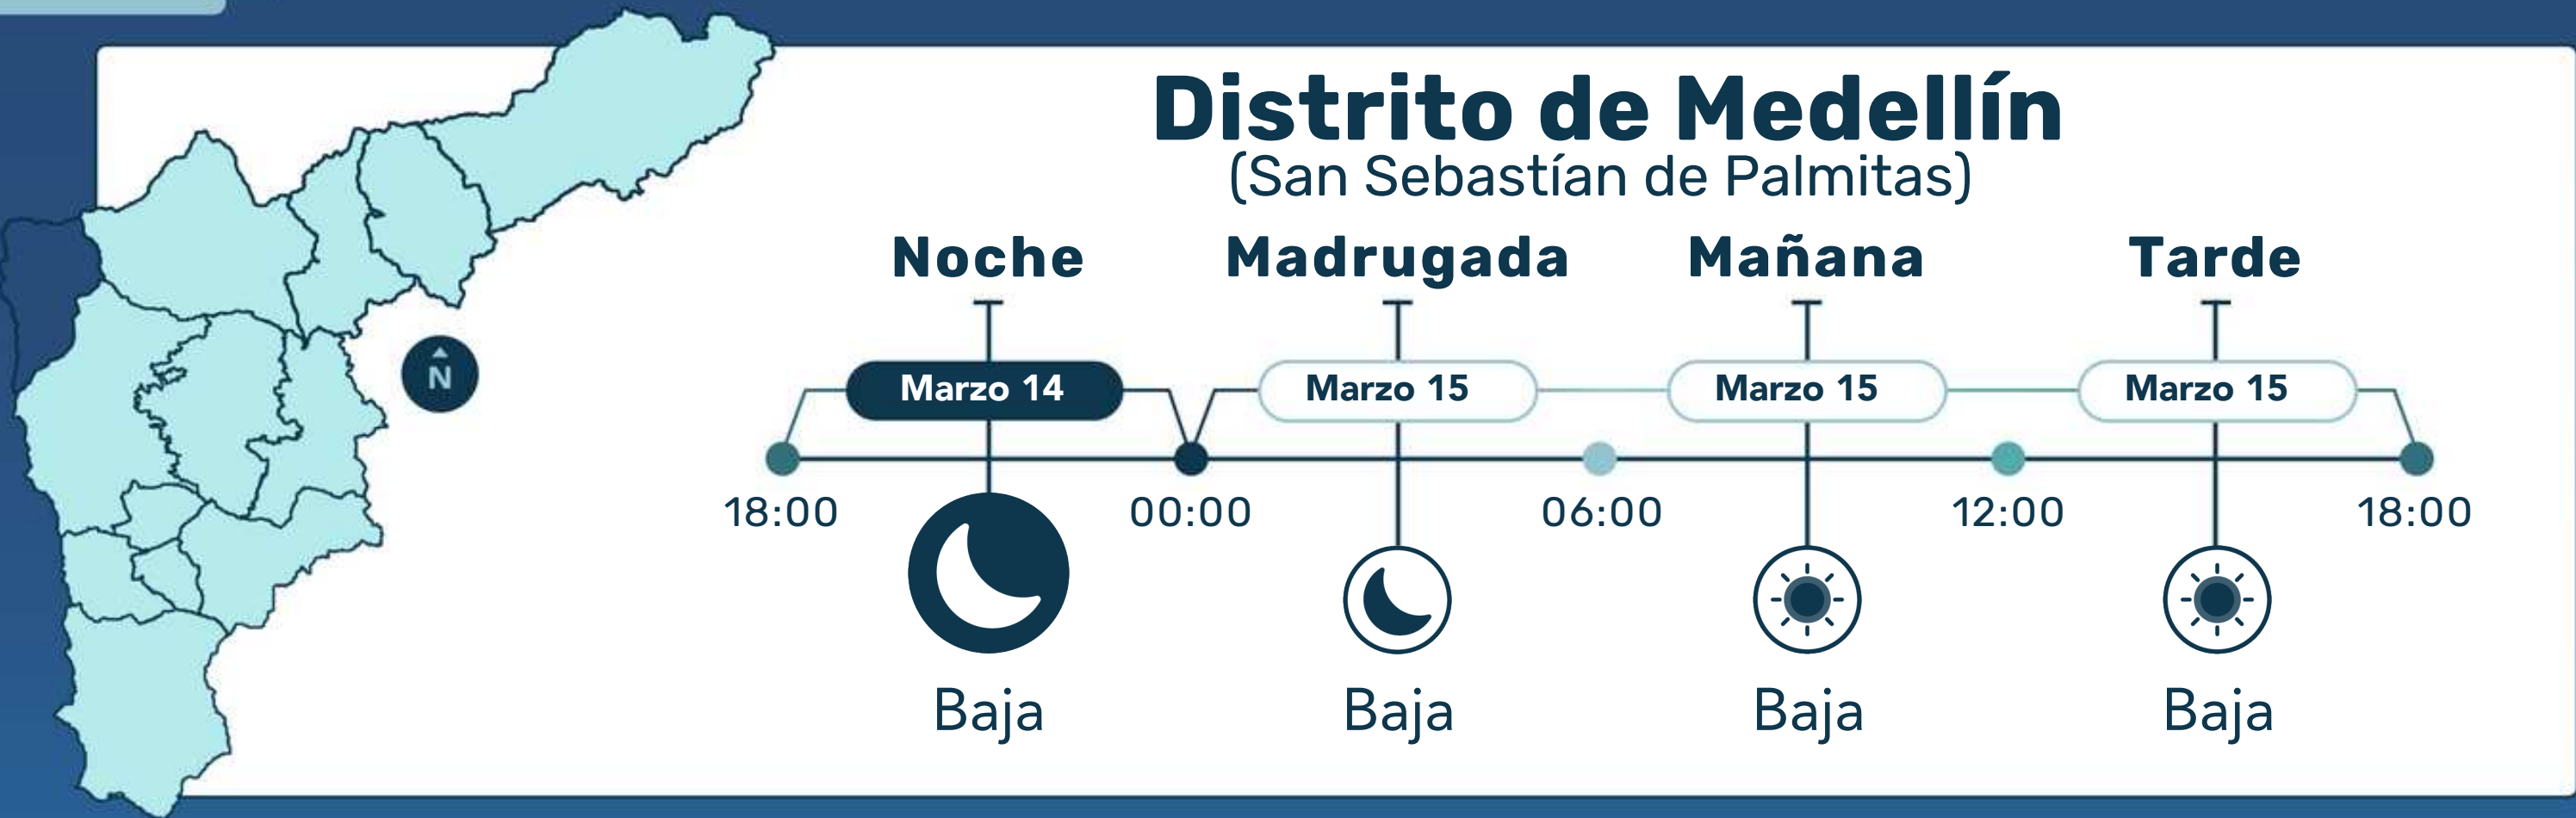 Distrito de Medellín
(San Sebastían de Palmitas)
Noche Madrugada Mañana Tarde
Marzo 14 Marzo 15 Marzo 15 Marzo 15
N
18:00 00:00 06:00 12:00 18:00
Baja Baja Baja Baja